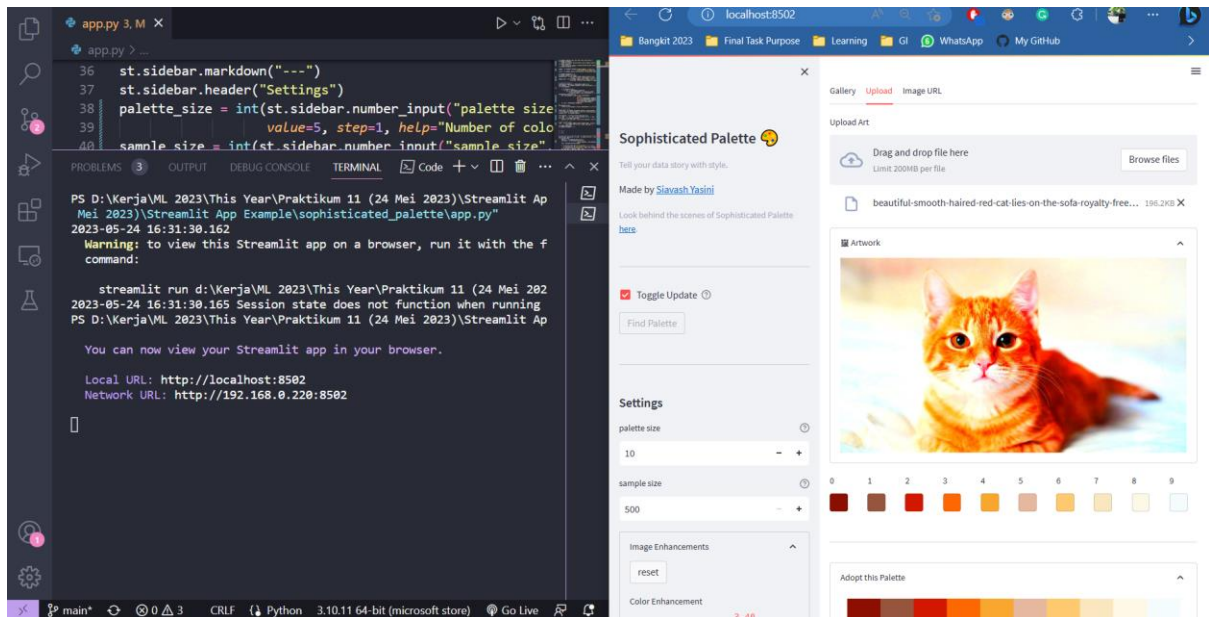 app.py 3, M
app.py > ...
36 st.sidebar.markdown("---")
37 st.sidebar.header("Settings")
38 palette_size = int(st.sidebar.number_input("palette size
39 value=5, step=1, help="Number of colo
40 sample_size = int(st.sidebar.number_input("sample size"
PROBLEMS 3 OUTPUT DEBUG CONSOLE TERMINAL Code
PS D:\Kerja\ML 2023\This Year\Praktikum 11 (24 Mei 2023)\Streamlit Ap
Mei 2023)\Streamlit App Example\sophisticated_palette\app.py"
2023-05-24 16:31:30.162
Warning: to view this Streamlit app on a browser, run it with the f
command:
streamlit run d:\Kerja\ML 2023\This Year\Praktikum 11 (24 Mei 202
2023-05-24 16:31:30.165 Session state does not function when running
PS D:\Kerja\ML 2023\This Year\Praktikum 11 (24 Mei 2023)\Streamlit Ap
You can now view your Streamlit app in your browser.
Local URL: http://localhost:8502
Network URL: http://192.168.0.220:8502
2
1
main* 0 3 CRLF Python 3.10.11 64-bit (microsoft store) Go Live
localhost:8502
Bangkit 2023 Final Task Purpose Learning GI WhatsApp My GitHub
Sophisticated Palette
Tell your data story with style.
Made by Siavash Yasini
Look behind the scenes of Sophisticated Palette
here.
Toggle Update
Find Palette
Settings
palette size
10
sample size
500
Image Enhancements
reset
Color Enhancement
Gallery Upload Image URL
Upload Art
Drag and drop file here
Limit 200MB per file
Browse files
beautiful-smooth-haired-red-cat-lies-on-the-sofa-royalty-free... 196.2KB
Artwork
0 1 2 3 4 5 6 7 8 9
Adopt this Palette